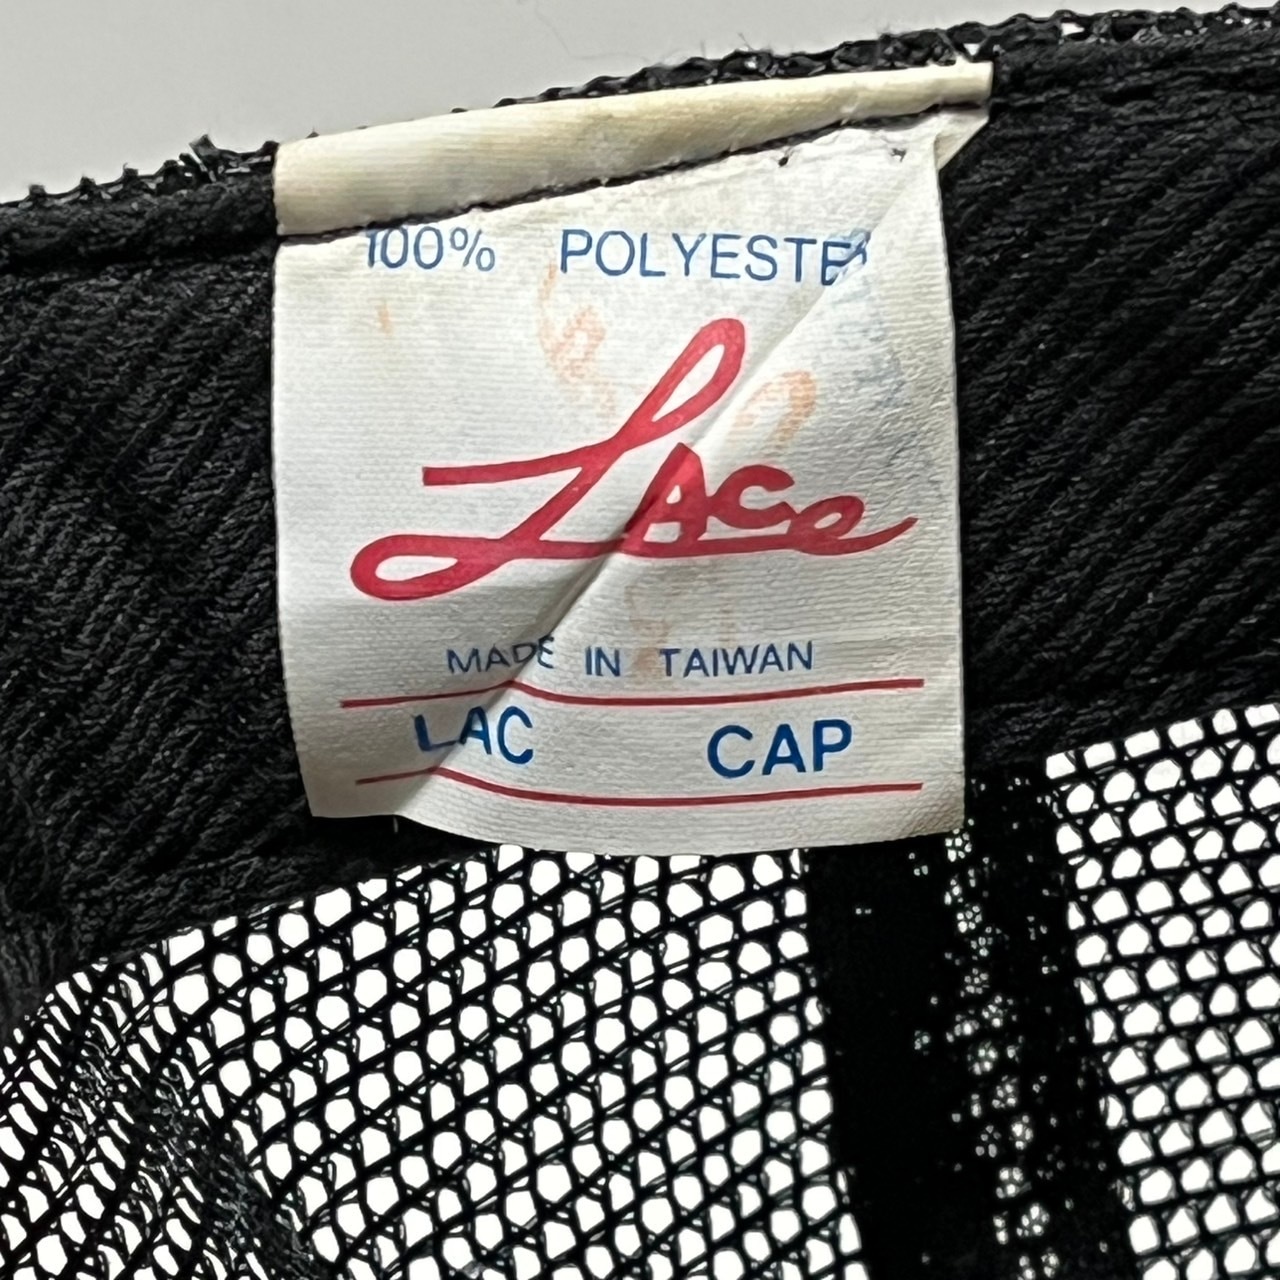 100% POLYESTER
Lace
MADE IN TAIWAN
LAC CAP